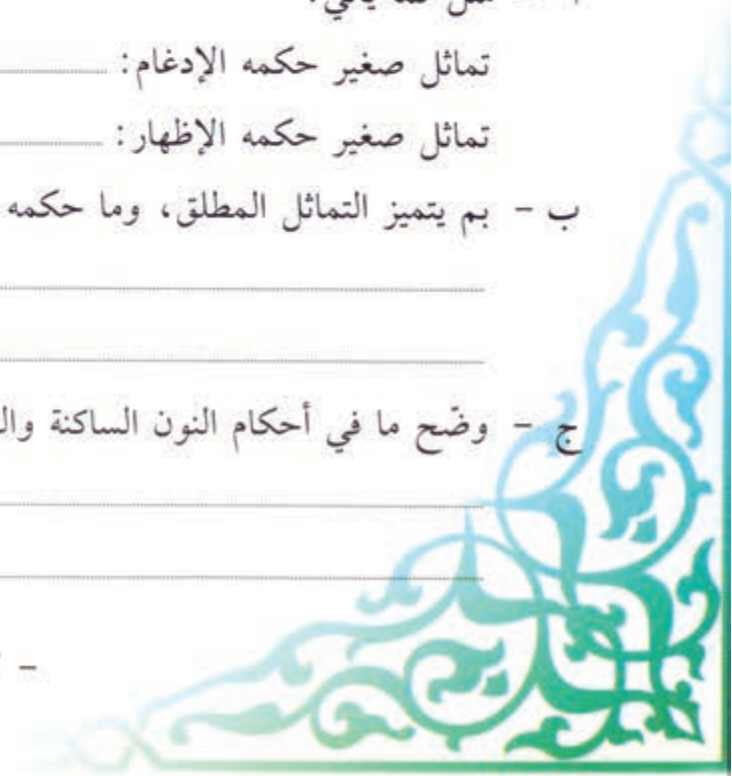 تماثل صغير حكمه الإدغام:
تماثل صغير حكمه الإظهار:
ب - بم يتميز التماثل المطلق، وما حكمه
ج - وضّح ما في أحكام النون الساكنة
-